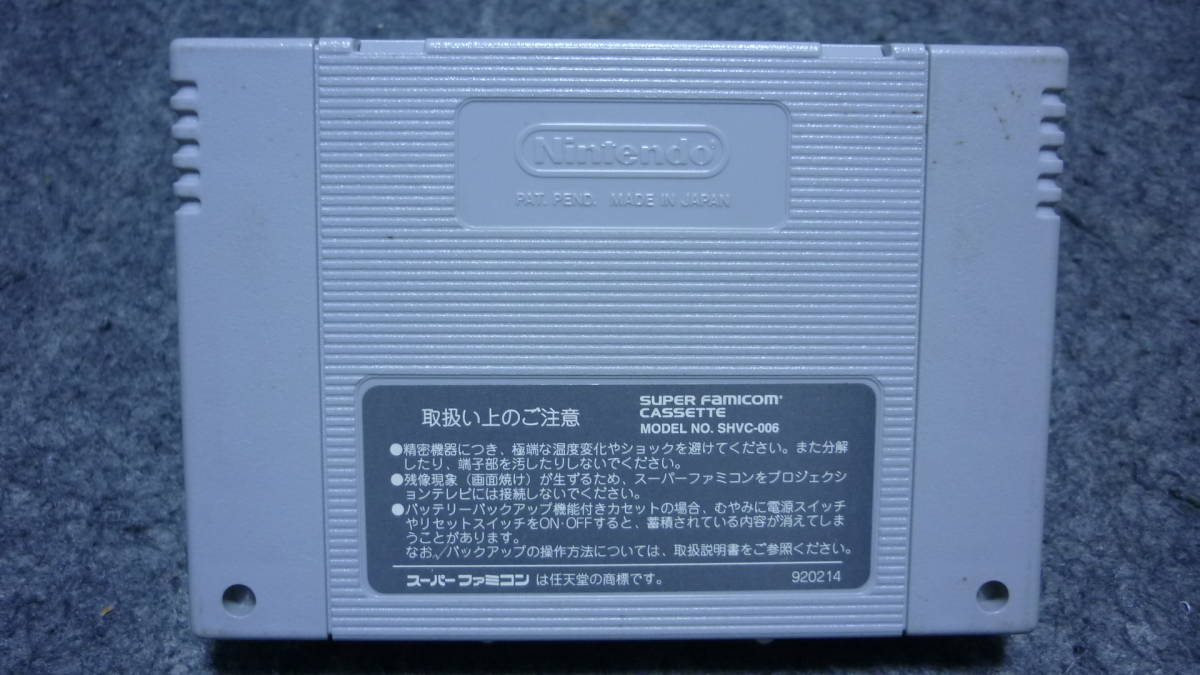 Nintendo
PAT. PEND. MADE IN JAPAN
取扱い上のご注意
SUPER FAMICOM
CASSETTE
MODEL NO. SHVC-006
●精密機器につき、極端な温度変化やショックを避けてください。また分解
したり、端子部を汚したりしないでください。
●残像現象（画面焼け）が生ずるため、スーパーファミコンをプロジェクシ
ョンテレビには接続しないでください。
●バッテリーバックアップ機能付きカセットの場合、むやみに電源スイッチ
やリセットスイッチをON・OFFすると、蓄積されている内容が消えてしま
うことがあります。
なお、バックアップの操作方法については、取扱説明書をご参照ください。
スーパーファミコンは任天堂の商標です。 920214